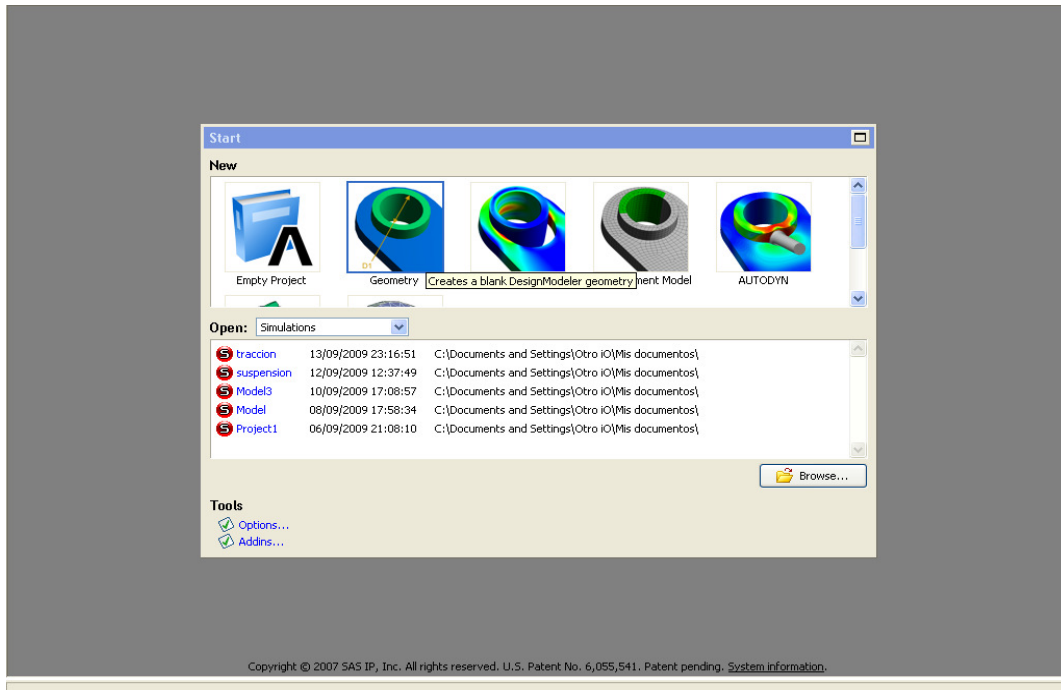 Start
New
D1
Empty Project
Geometry
Creates a blank DesignModeler geometry
ment Model
AUTODYN
Open: Simulations
traccion 13/09/2009 23:16:51 C:\Documents and Settings\Otro iO\Mis documentos\
suspension 12/09/2009 12:37:49 C:\Documents and Settings\Otro iO\Mis documentos\
Model3 10/09/2009 17:08:57 C:\Documents and Settings\Otro iO\Mis documentos\
Model 08/09/2009 17:58:34 C:\Documents and Settings\Otro iO\Mis documentos\
Project1 06/09/2009 21:08:10 C:\Documents and Settings\Otro iO\Mis documentos\
Browse...
Tools
Options...
Addins...
Copyright © 2007 SAS IP, Inc. All rights reserved. U.S. Patent No. 6,055,541. Patent pending. System information.